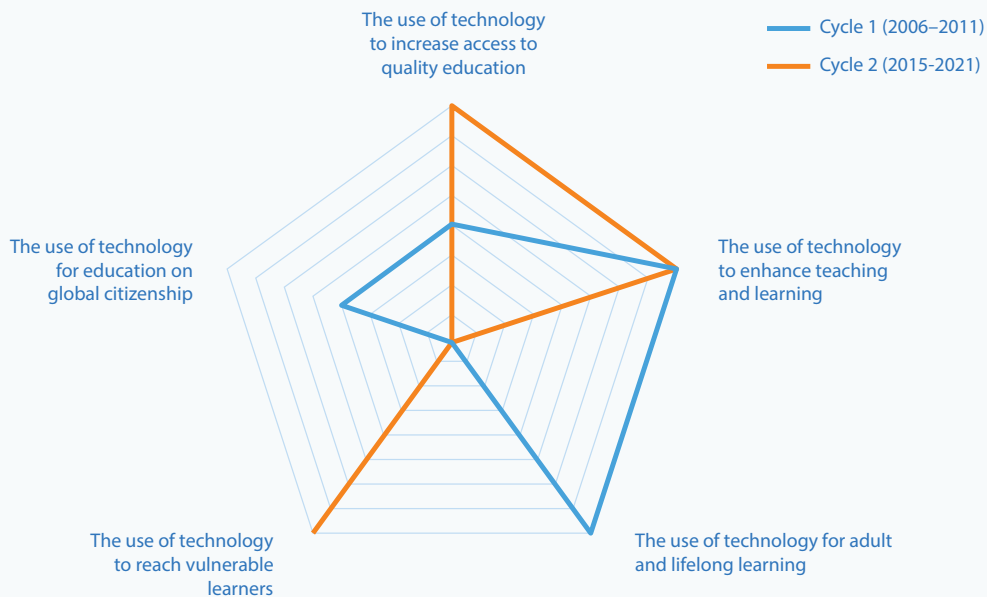 The use of technology
to increase access to
quality education
Cycle 1 (2006–2011)
Cycle 2 (2015-2021)
The use of technology
for education on
global citizenship
The use of technology
to enhance teaching
and learning
The use of technology
to reach vulnerable
learners
The use of technology for adult
and lifelong learning